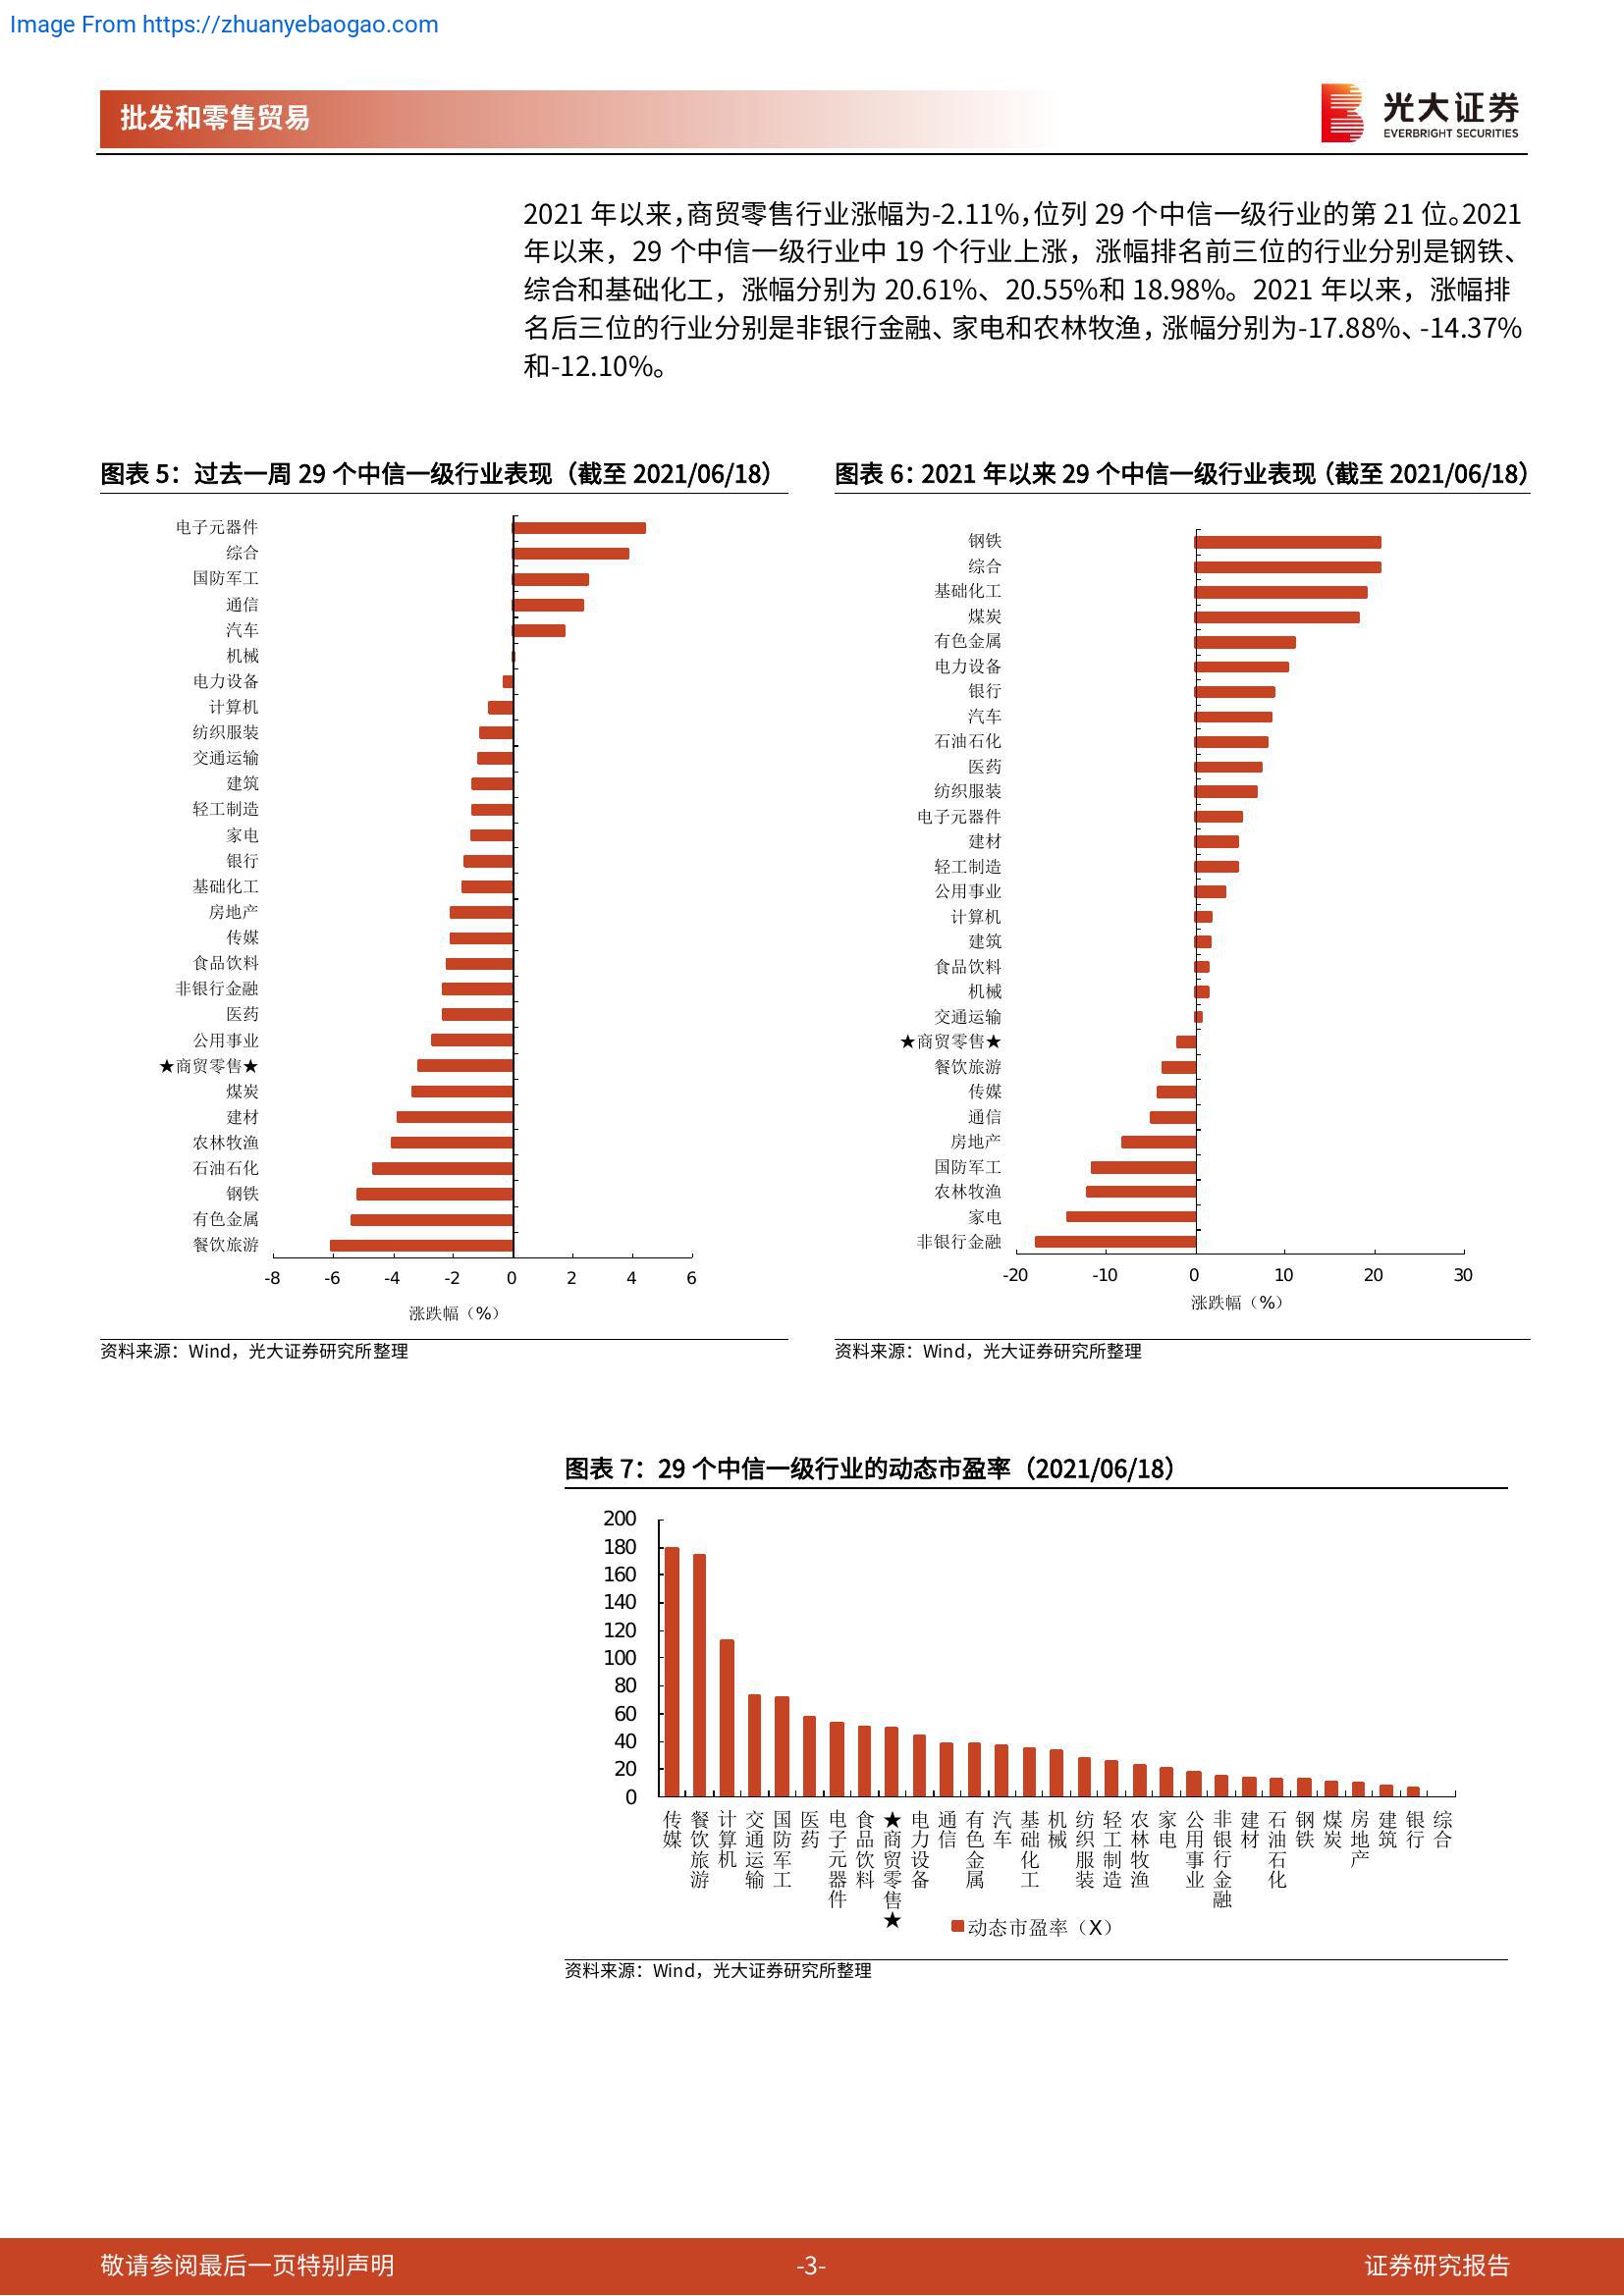 Image From https://zhuanyebaogao.com
批发和零售贸易
光大证券
EVERBRIGHT SECURITIES
2021 年以来，商贸零售行业涨幅为-2.11%，位列 29 个中信一级行业的第 21 位。2021
年以来，29 个中信一级行业中 19 个行业上涨，涨幅排名前三位的行业分别是钢铁、
综合和基础化工，涨幅分别为 20.61%、20.55%和 18.98%。2021 年以来，涨幅排
名后三位的行业分别是非银行金融、家电和农林牧渔，涨幅分别为-17.88%、-14.37%
和-12.10%。
图表 5：过去一周 29 个中信一级行业表现（截至 2021/06/18）
电子元器件
综合
国防军工
通信
汽车
机械
电力设备
计算机
纺织服装
交通运输
建筑
轻工制造
家电
银行
基础化工
房地产
传媒
食品饮料
非银行金融
医药
公用事业
★商贸零售★
煤炭
建材
农林牧渔
石油石化
钢铁
有色金属
餐饮旅游
-8 -6 -4 -2 0 2 4 6
涨跌幅（%）
资料来源：Wind，光大证券研究所整理
图表 6：2021 年以来 29 个中信一级行业表现（截至 2021/06/18）
钢铁
综合
基础化工
煤炭
有色金属
电力设备
银行
汽车
石油石化
医药
纺织服装
电子元器件
建材
轻工制造
公用事业
计算机
建筑
食品饮料
机械
交通运输
★商贸零售★
餐饮旅游
传媒
通信
房地产
国防军工
农林牧渔
家电
非银行金融
-20 -10 0 10 20 30
涨跌幅（%）
资料来源：Wind，光大证券研究所整理
图表 7：29 个中信一级行业的动态市盈率（2021/06/18）
200
180
160
140
120
100
80
60
40
20
0
传媒
餐饮旅游
计算机
交通运输
国防军工
医药
电子元器件
食品饮料
★商贸零售★
电力设备
通信
有色金属
汽车
基础化工
机械
纺织服装
轻工制造
农林牧渔
家电
公用事业
非银行金融
建材
石油石化
钢铁
煤炭
房地产
建筑
银行
综合
动态市盈率（X）
资料来源：Wind，光大证券研究所整理
敬请参阅最后一页特别声明
-3-
证券研究报告